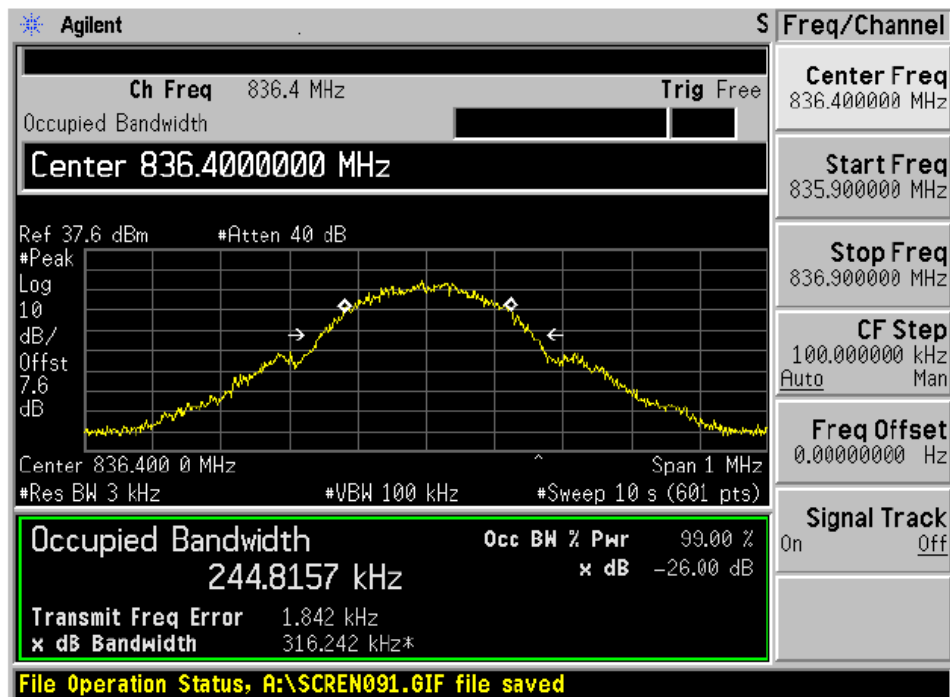 Agilent
S
Freq/Channel
Ch Freq 836.4 MHz Trig Free
Occupied Bandwidth
Center 836.4000000 MHz
Ref 37.6 dBm #Atten 40 dB
#Peak
Log
10
dB/
Offst
7.6
dB
Center 836.400 0 MHz Span 1 MHz
#Res BW 3 kHz #VBW 100 kHz #Sweep 10 s (601 pts)
Occupied Bandwidth
244.8157 kHz
Occ BW % Pwr 99.00 %
x dB -26.00 dB
Transmit Freq Error 1.842 kHz
x dB Bandwidth 316.242 kHz*
File Operation Status, A:\SCREN091.GIF file saved
Center Freq
836.400000 MHz
Start Freq
835.900000 MHz
Stop Freq
836.900000 MHz
CF Step
100.000000 kHz
Auto Man
Freq Offset
0.00000000 Hz
Signal Track
On Off